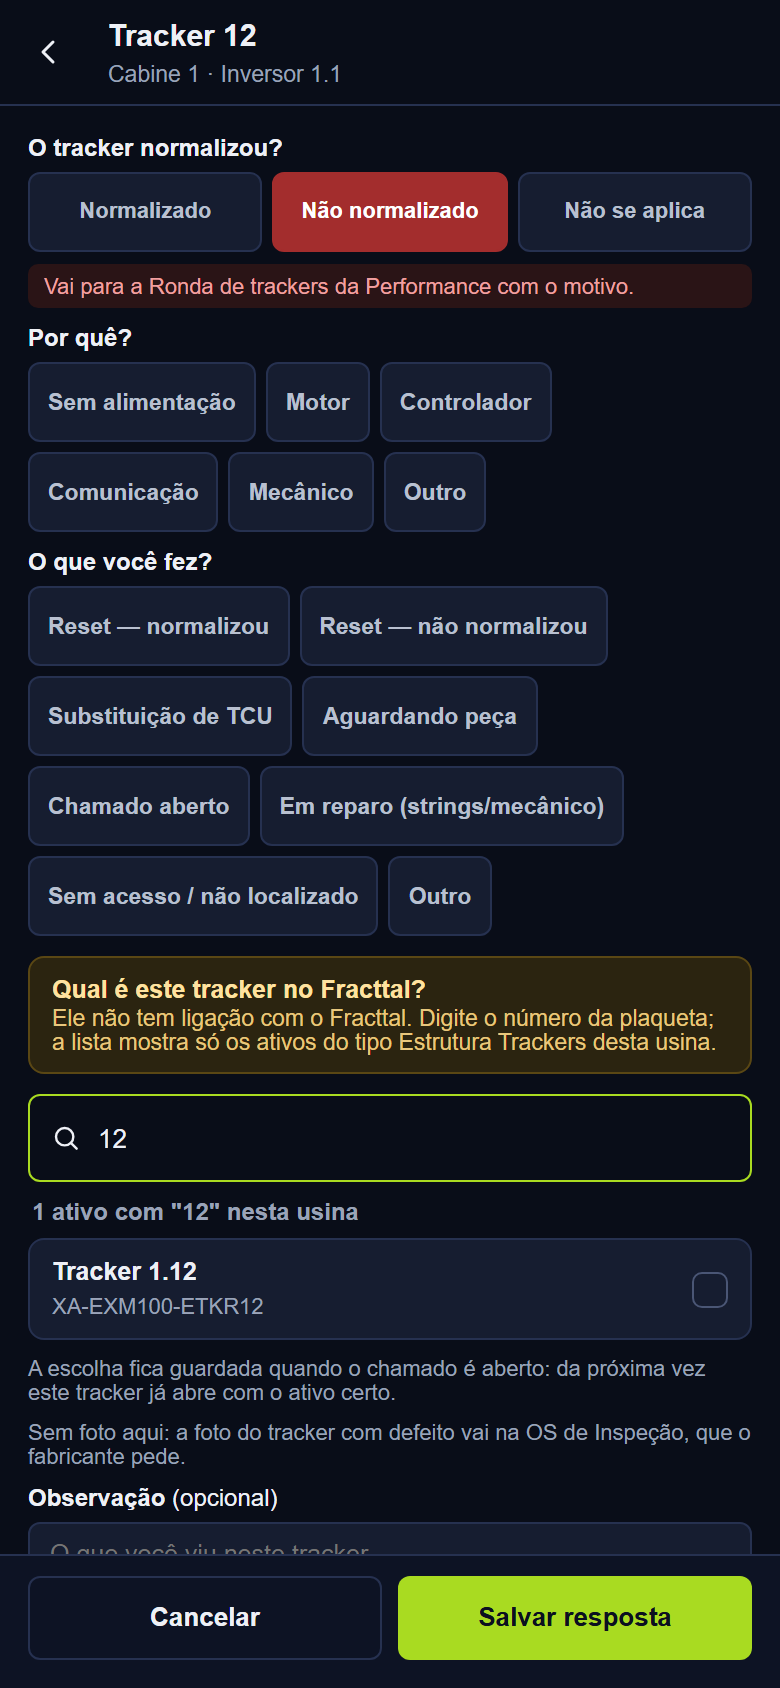 Tracker 12
Cabine 1 · Inversor 1.1
O tracker normalizou?
Normalizado
Não normalizado
Não se aplica
Vai para a Ronda de trackers da Performance com o motivo.
Por quê?
Sem alimentação
Motor
Controlador
Comunicação
Mecânico
Outro
O que você fez?
Reset — normalizou
Reset — não normalizou
Substituição de TCU
Aguardando peça
Chamado aberto
Em reparo (strings/mecânico)
Sem acesso / não localizado
Outro
Qual é este tracker no Fracttal?
Ele não tem ligação com o Fracttal. Digite o número da plaqueta;
a lista mostra só os ativos do tipo Estrutura Trackers desta usina.
12
1 ativo com "12" nesta usina
Tracker 1.12
XA-EXM100-ETKR12
A escolha fica guardada quando o chamado é aberto: da próxima vez
este tracker já abre com o ativo certo.
Sem foto aqui: a foto do tracker com defeito vai na OS de Inspeção, que o
fabricante pede.
Observação (opcional)
O que você viu neste tracker
Cancelar
Salvar resposta